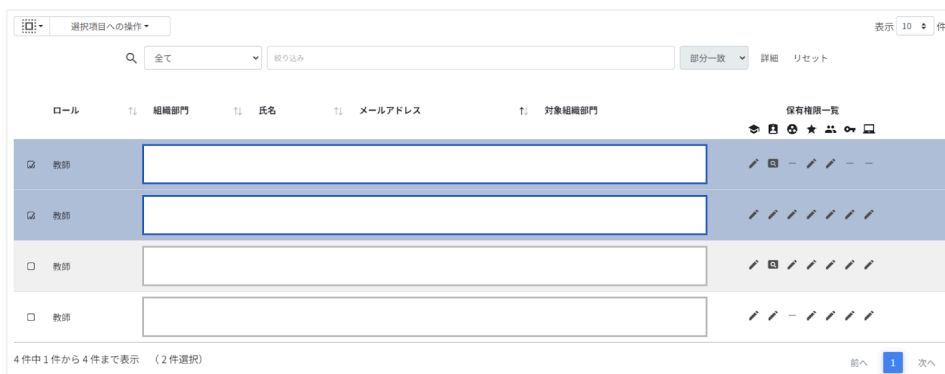 選択項目への操作 表示 10 件
全て 絞り込み 部分一致 詳細 リセット
ロール 組織部門 氏名 メールアドレス 対象組織部門 保有権限一覧
教師
教師
教師
教師
4件中1件から4件まで表示 （2件選択） 前へ 1 次へ